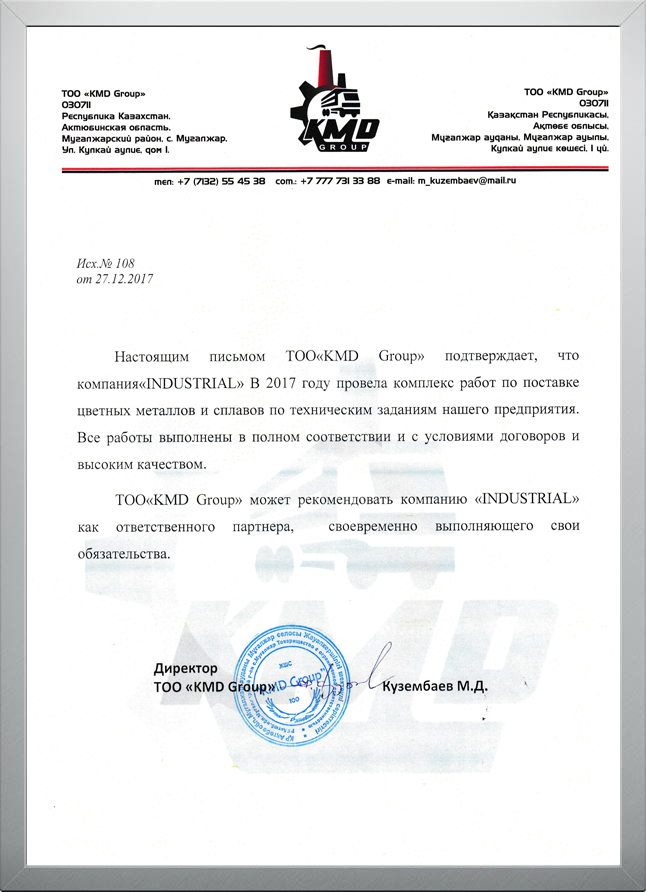 ТОО «KMD Group»
030711
Республика Казахстан.
Актюбинская область.
Мугалжарский район, с. Мугалжар.
Ул. Кулкай аулие, дом 1.
KMD
GROUP
ТОО «KMD Group»
030711
Қазақстан Республикасы,
Ақтөбе облысы,
Мұғалжар ауданы, Мұғалжар ауылы,
Кулкай аулие көшесі, 1 үй.
тел: +7 (7132) 55 45 38 сот.: +7 777 731 33 88 e-mail: m_kuzembaev@mail.ru
Исх.№ 108
от 27.12.2017
Настоящим письмом ТОО«KMD Group» подтверждает, что
компания«INDUSTRIAL» В 2017 году провела комплекс работ по поставке
цветных металлов и сплавов по техническим заданиям нашего предприятия.
Все работы выполнены в полном соответствии и с условиями договоров и
высоким качеством.
ТОО«KMD Group» может рекомендовать компанию «INDUSTRIAL»
как ответственного партнера, своевременно выполняющего свои
обязательства.
Директор
ТОО «KMD Group» Кузембаев М.Д.
ЖШС
"KMD Group"
ТОО